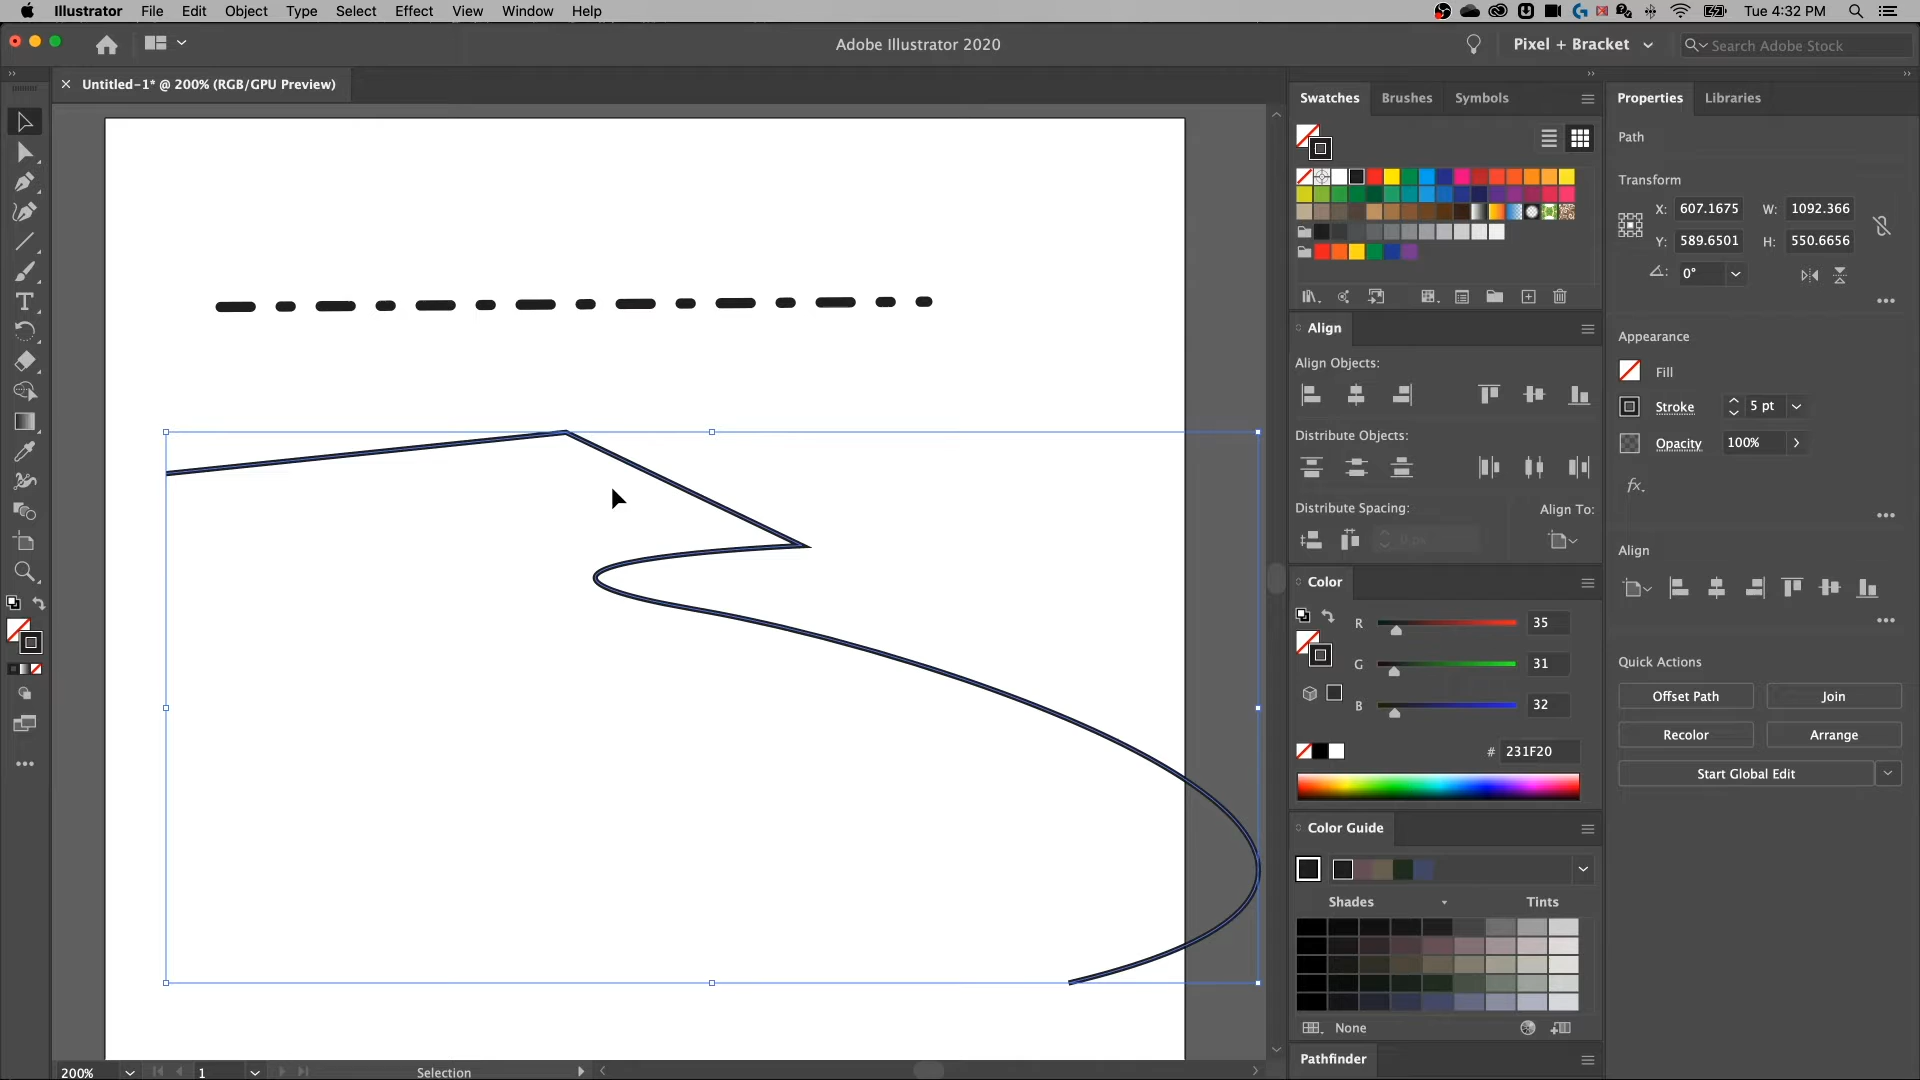 Illustrator File Edit Object Type Select Effect View Window Help
Tue 4:32 PM
Adobe Illustrator 2020
Pixel + Bracket
Search Adobe Stock
Untitled-1* @ 200% (RGB/GPU Preview)
Swatches Brushes Symbols
Properties Libraries
Path
Transform
X: 607.1675 W: 1092.366
Y: 589.6501 H: 550.6656
0°
Align
Align Objects:
Distribute Objects:
Distribute Spacing: Align To:
0 px
Appearance
Fill
Stroke 5 pt
Opacity 100%
fx.
Align
Color
R 35
G 31
B 32
# 231F20
Quick Actions
Offset Path Join
Recolor Arrange
Start Global Edit
Color Guide
Shades Tints
None
Pathfinder
200% 1 Selection